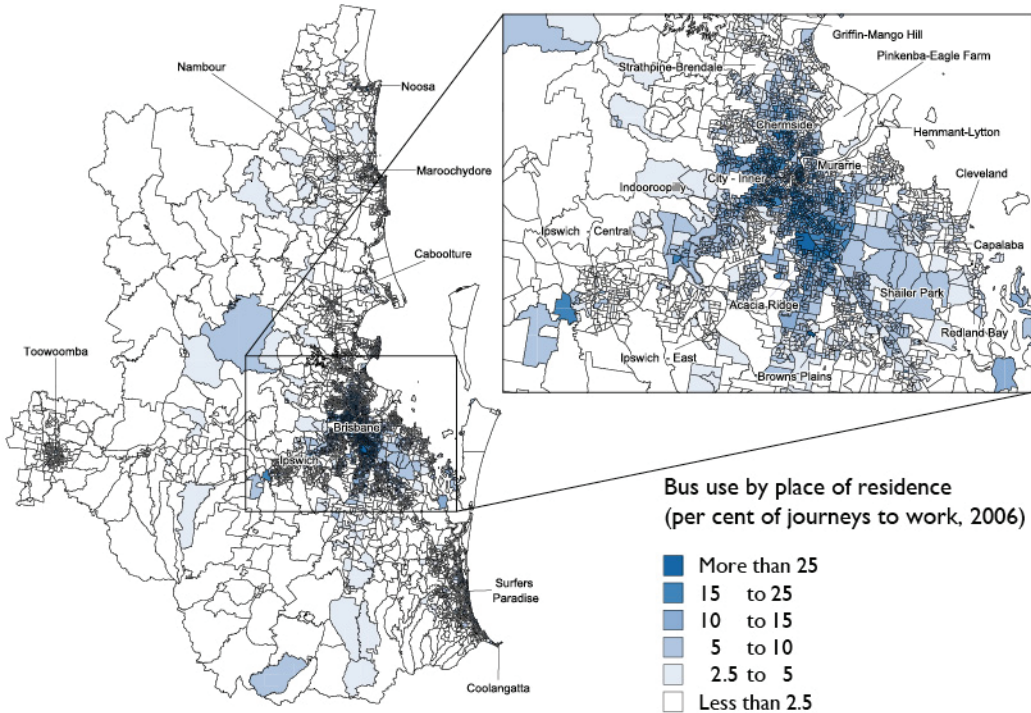 Nambour
Noosa
Maroochydore
Caboolture
Toowoomba
Brisbane
Ipswich
Surfers
Paradise
Coolangatta
Griffin-Mango Hill
Strathpine-Brendale
Pinkenba-Eagle Farm
Chermside
Hemmant-Lytton
Murarrie
City - Inner
Cleveland
Indooroopilly
Ipswich - Central
Capalaba
Shailer Park
Acacia Ridge
Redland Bay
Ipswich - East
Browns Plains
Bus use by place of residence
(per cent of journeys to work, 2006)
More than 25
15 to 25
10 to 15
5 to 10
2.5 to 5
Less than 2.5